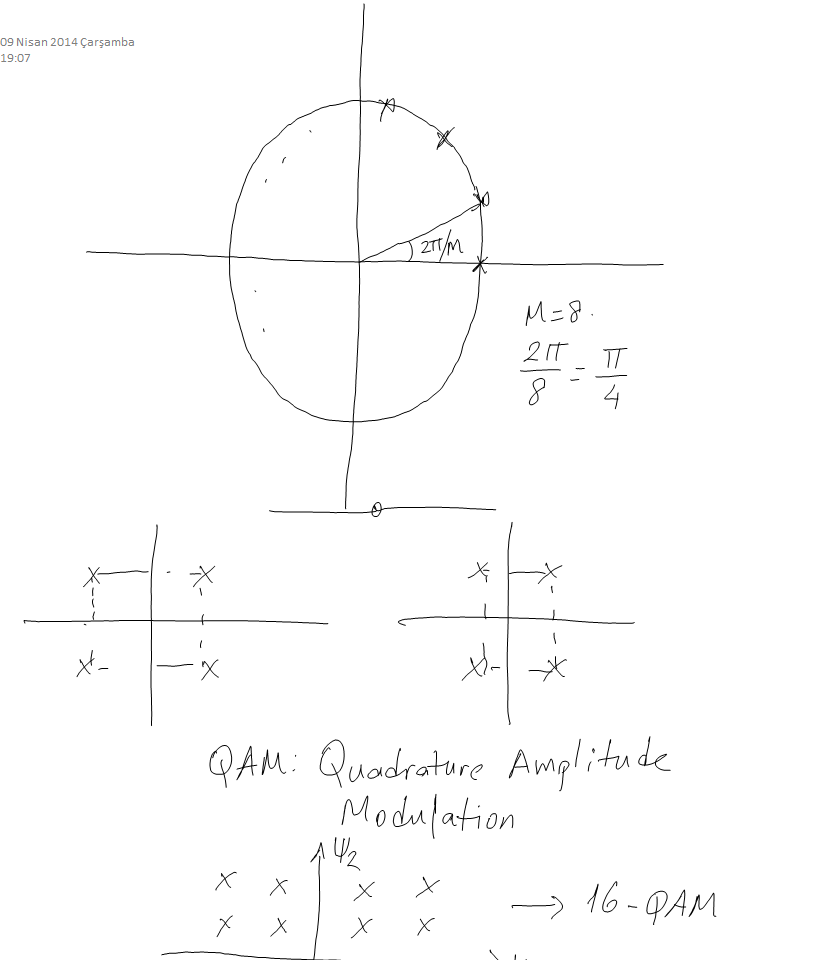 09 Nisan 2014 Çarşamba
19:07
2π/M
M=8.
2π/8 = π/4
QAM: Quadrature Amplitude
Modulation
ψ2
→ 16-QAM